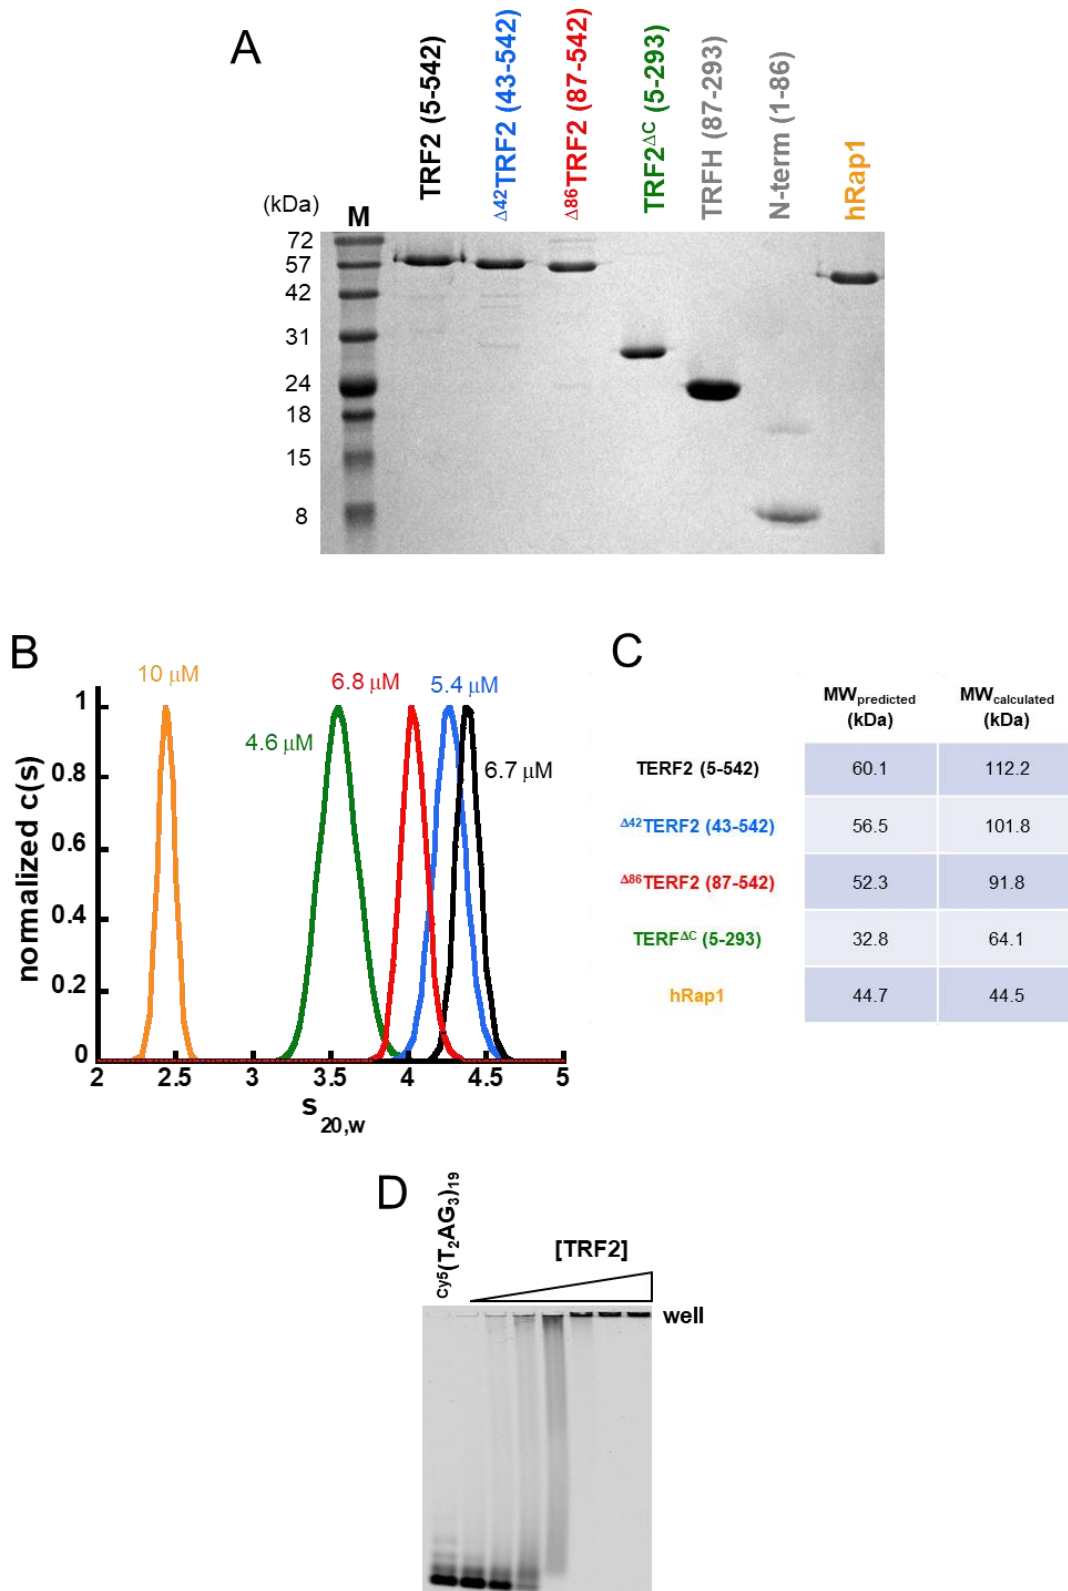 A
TRF2 (5-542)
Δ42TRF2 (43-542)
Δ86TRF2 (87-542)
TRF2ΔC (5-293)
TRFH (87-293)
N-term (1-86)
hRap1
(kDa)
M
72
57
42
31
24
18
15
8
B
10 μM
6.8 μM
5.4 μM
4.6 μM
6.7 μM
normalized c(s)
1
0.8
0.6
0.4
0.2
0
2
2.5
3
3.5
4
4.5
5
s20,w
C
MWpredicted (kDa)
MWcalculated (kDa)
TERF2 (5-542) 60.1 112.2
Δ42TERF2 (43-542) 56.5 101.8
Δ86TERF2 (87-542) 52.3 91.8
TERFΔC (5-293) 32.8 64.1
hRap1 44.7 44.5
D
Cy5(T2AG3)19
[TRF2]
well